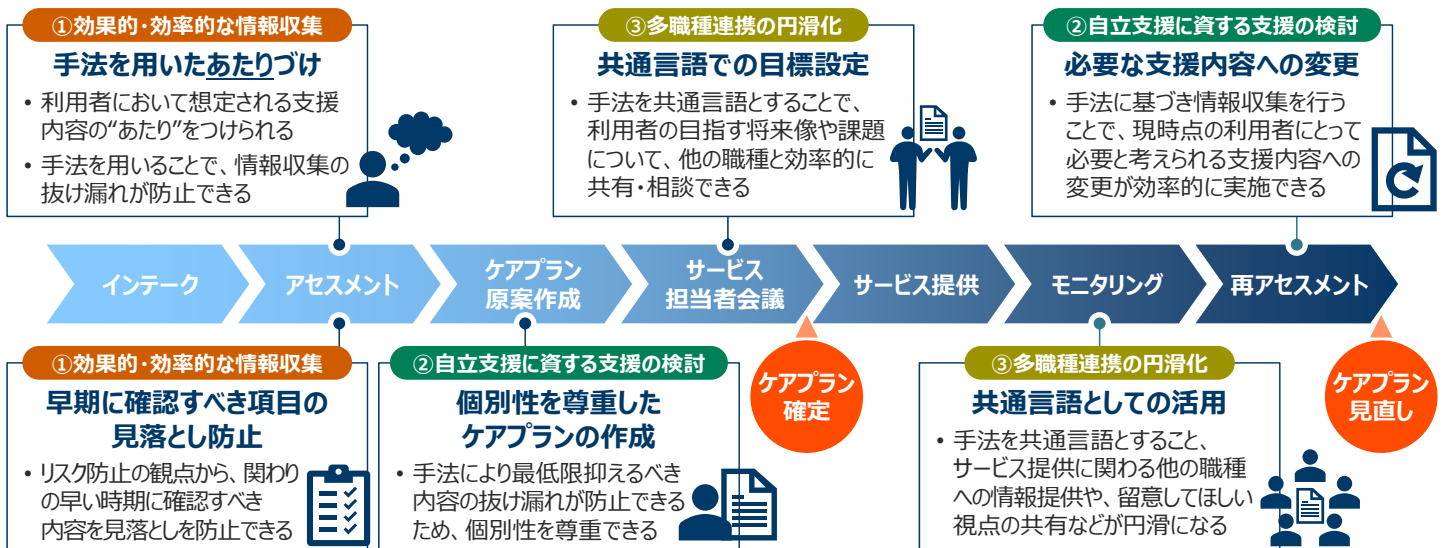 ①効果的・効率的な情報収集
手法を用いたあたりづけ
• 利用者において想定される支援
内容の“あたり”をつけられる
• 手法を用いることで、情報収集の
抜け漏れが防止できる
③多職種連携の円滑化
共通言語での目標設定
• 手法を共通言語とすることで、
利用者の目指す将来像や課題
について、他の職種と効率的に
共有・相談できる
②自立支援に資する支援の検討
必要な支援内容への変更
• 手法に基づき情報収集を行う
ことで、現時点の利用者にとって
必要と考えられる支援内容への
変更が効率的に実施できる
インテーク
アセスメント
ケアプラン
原案作成
サービス
担当者会議
サービス提供
モニタリング
再アセスメント
①効果的・効率的な情報収集
早期に確認すべき項目の
見落とし防止
• リスク防止の観点から、関わり
の早い時期に確認すべき
内容を見落としを防止できる
②自立支援に資する支援の検討
個別性を尊重した
ケアプランの作成
• 手法により最低限抑えるべき
内容の抜け漏れが防止できる
ため、個別性を尊重できる
ケアプラン
確定
③多職種連携の円滑化
共通言語としての活用
• 手法を共通言語とすること、
サービス提供に関わる他の職種
への情報提供や、留意してほしい
視点の共有などが円滑になる
ケアプラン
見直し